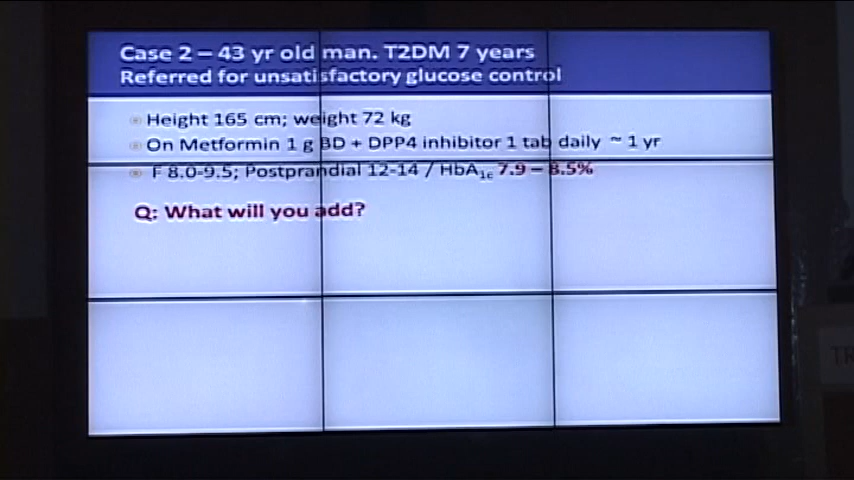 Case 2 – 43 yr old man. T2DM 7 years
Referred for unsatisfactory glucose control
Height 165 cm; weight 72 kg
On Metformin 1 g BD + DPP4 inhibitor 1 tab daily ~ 1 yr
F 8.0-9.5; Postprandial 12-14 / HbA1c 7.9 – 8.5%
Q: What will you add?
TR